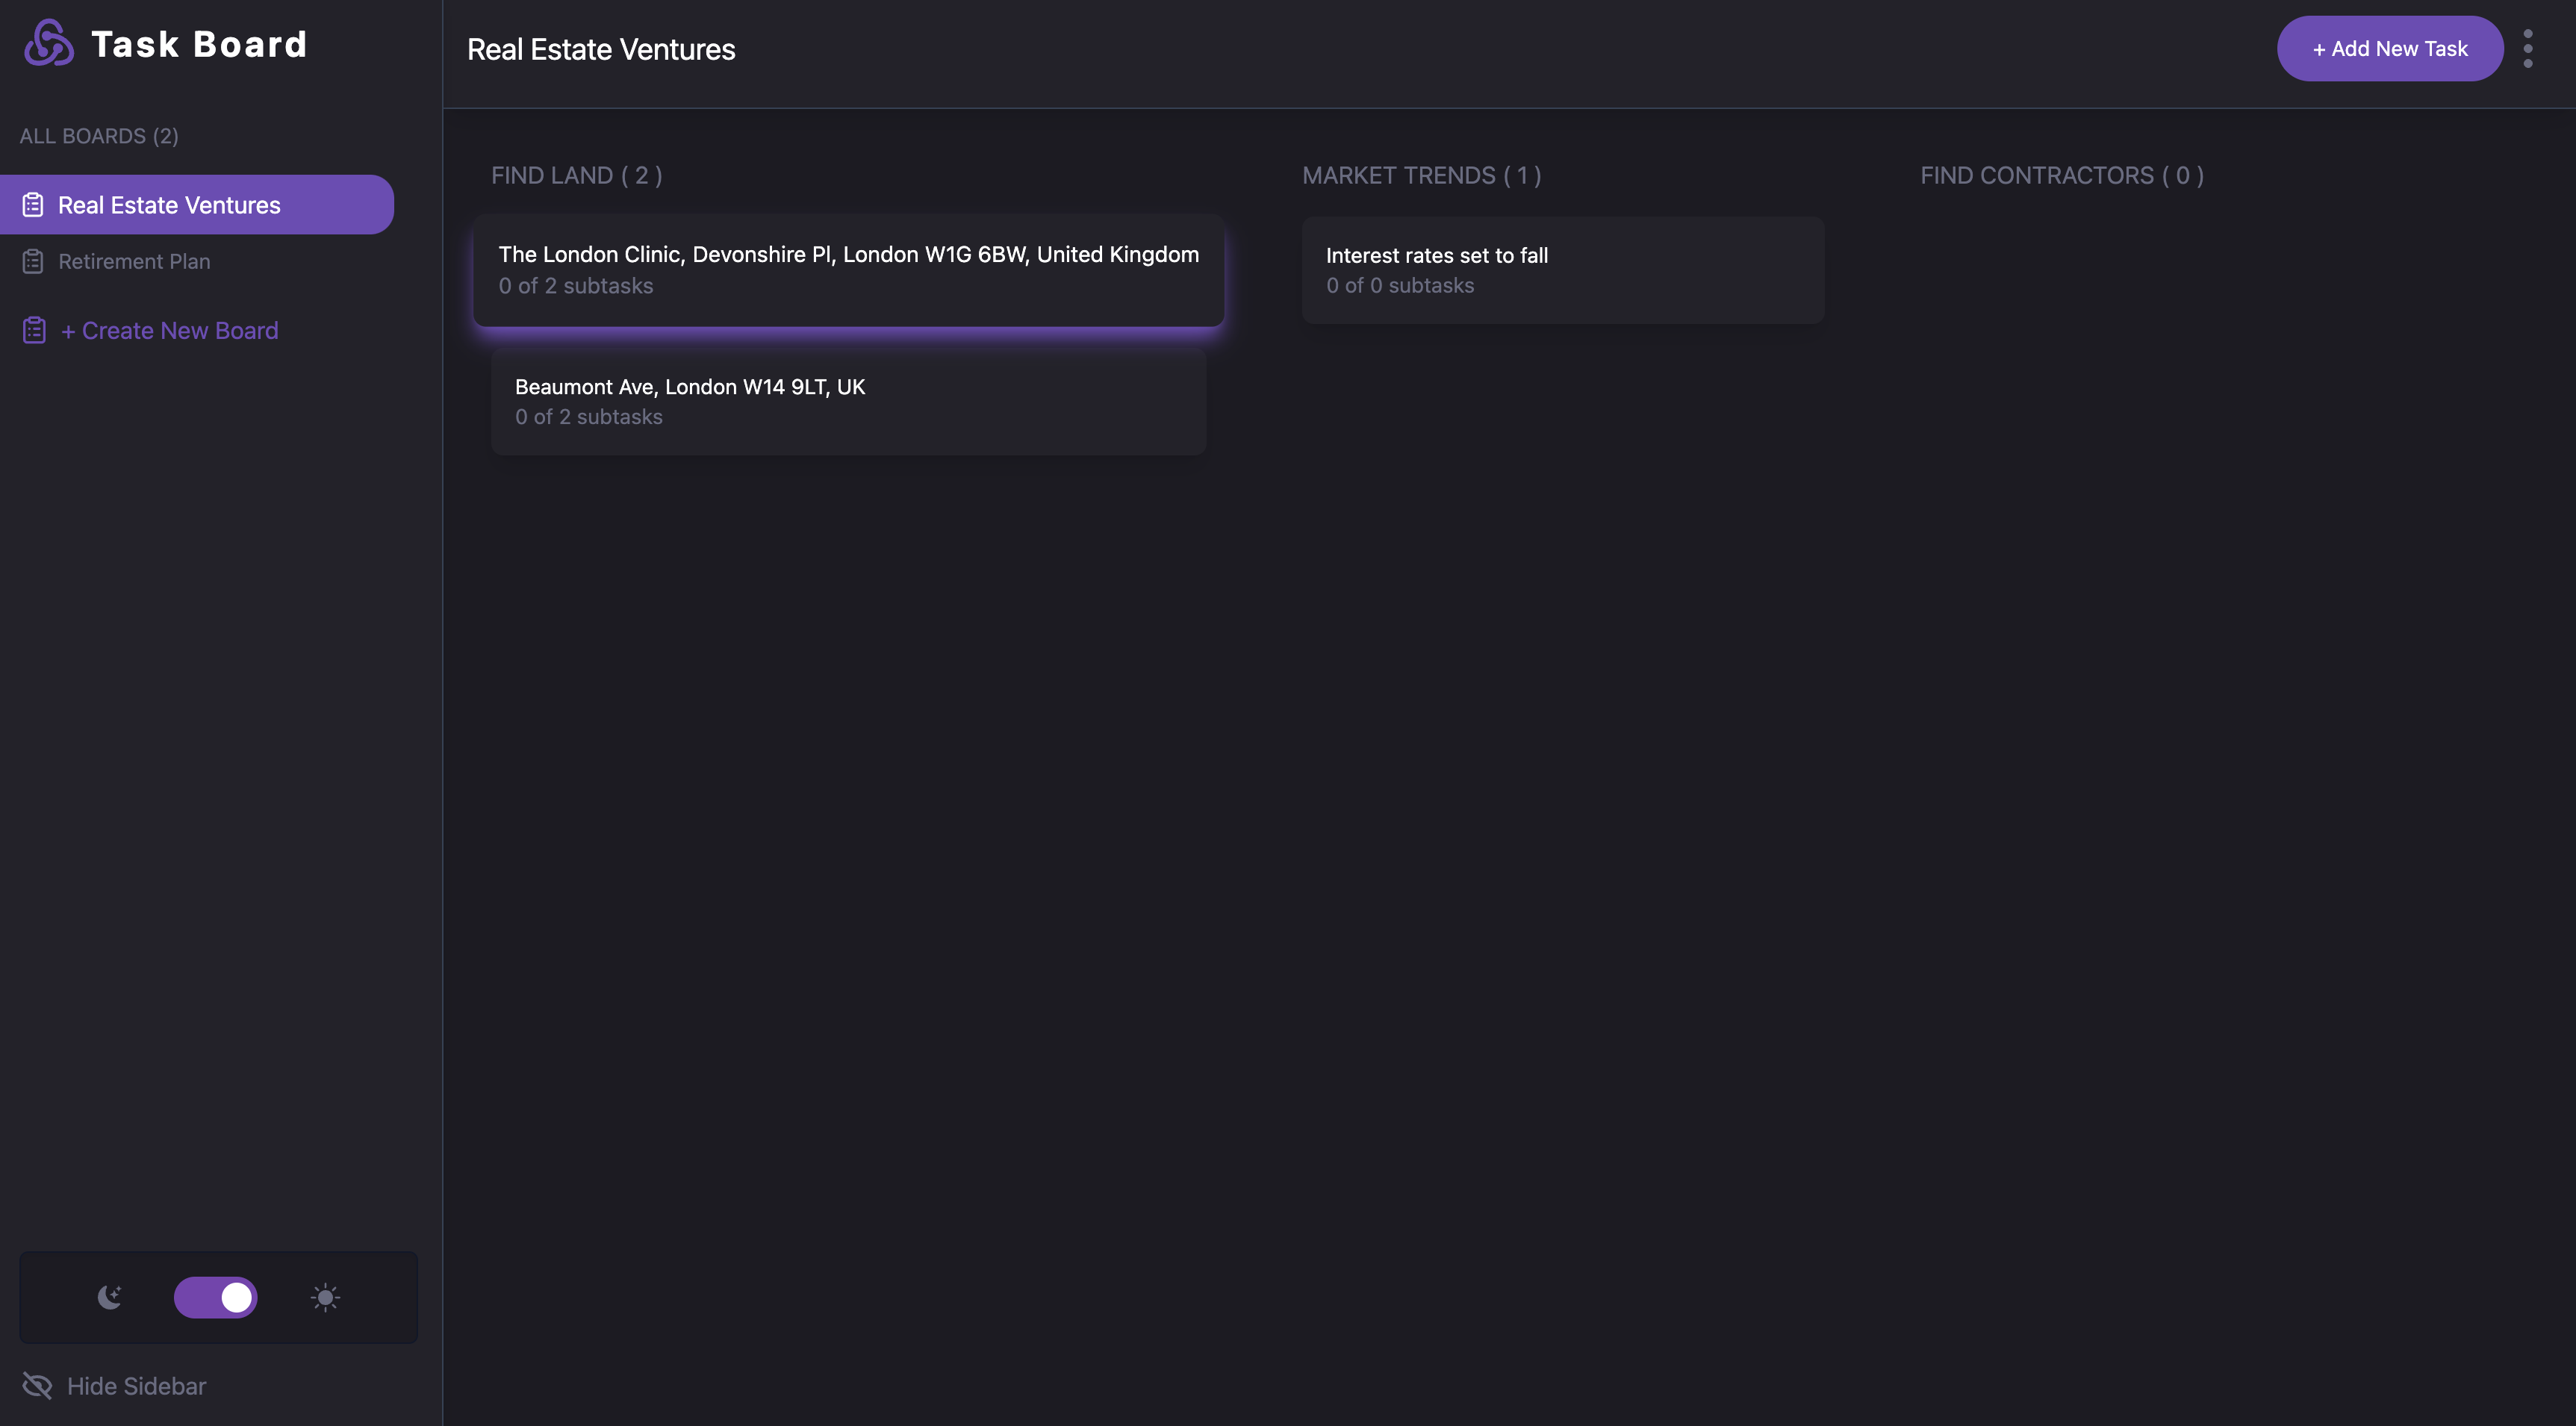 Task Board
ALL BOARDS (2)
Real Estate Ventures
Retirement Plan
+ Create New Board
Hide Sidebar
Real Estate Ventures
+ Add New Task
FIND LAND ( 2 )
The London Clinic, Devonshire Pl, London W1G 6BW, United Kingdom
0 of 2 subtasks
Beaumont Ave, London W14 9LT, UK
0 of 2 subtasks
MARKET TRENDS ( 1 )
Interest rates set to fall
0 of 0 subtasks
FIND CONTRACTORS ( 0 )